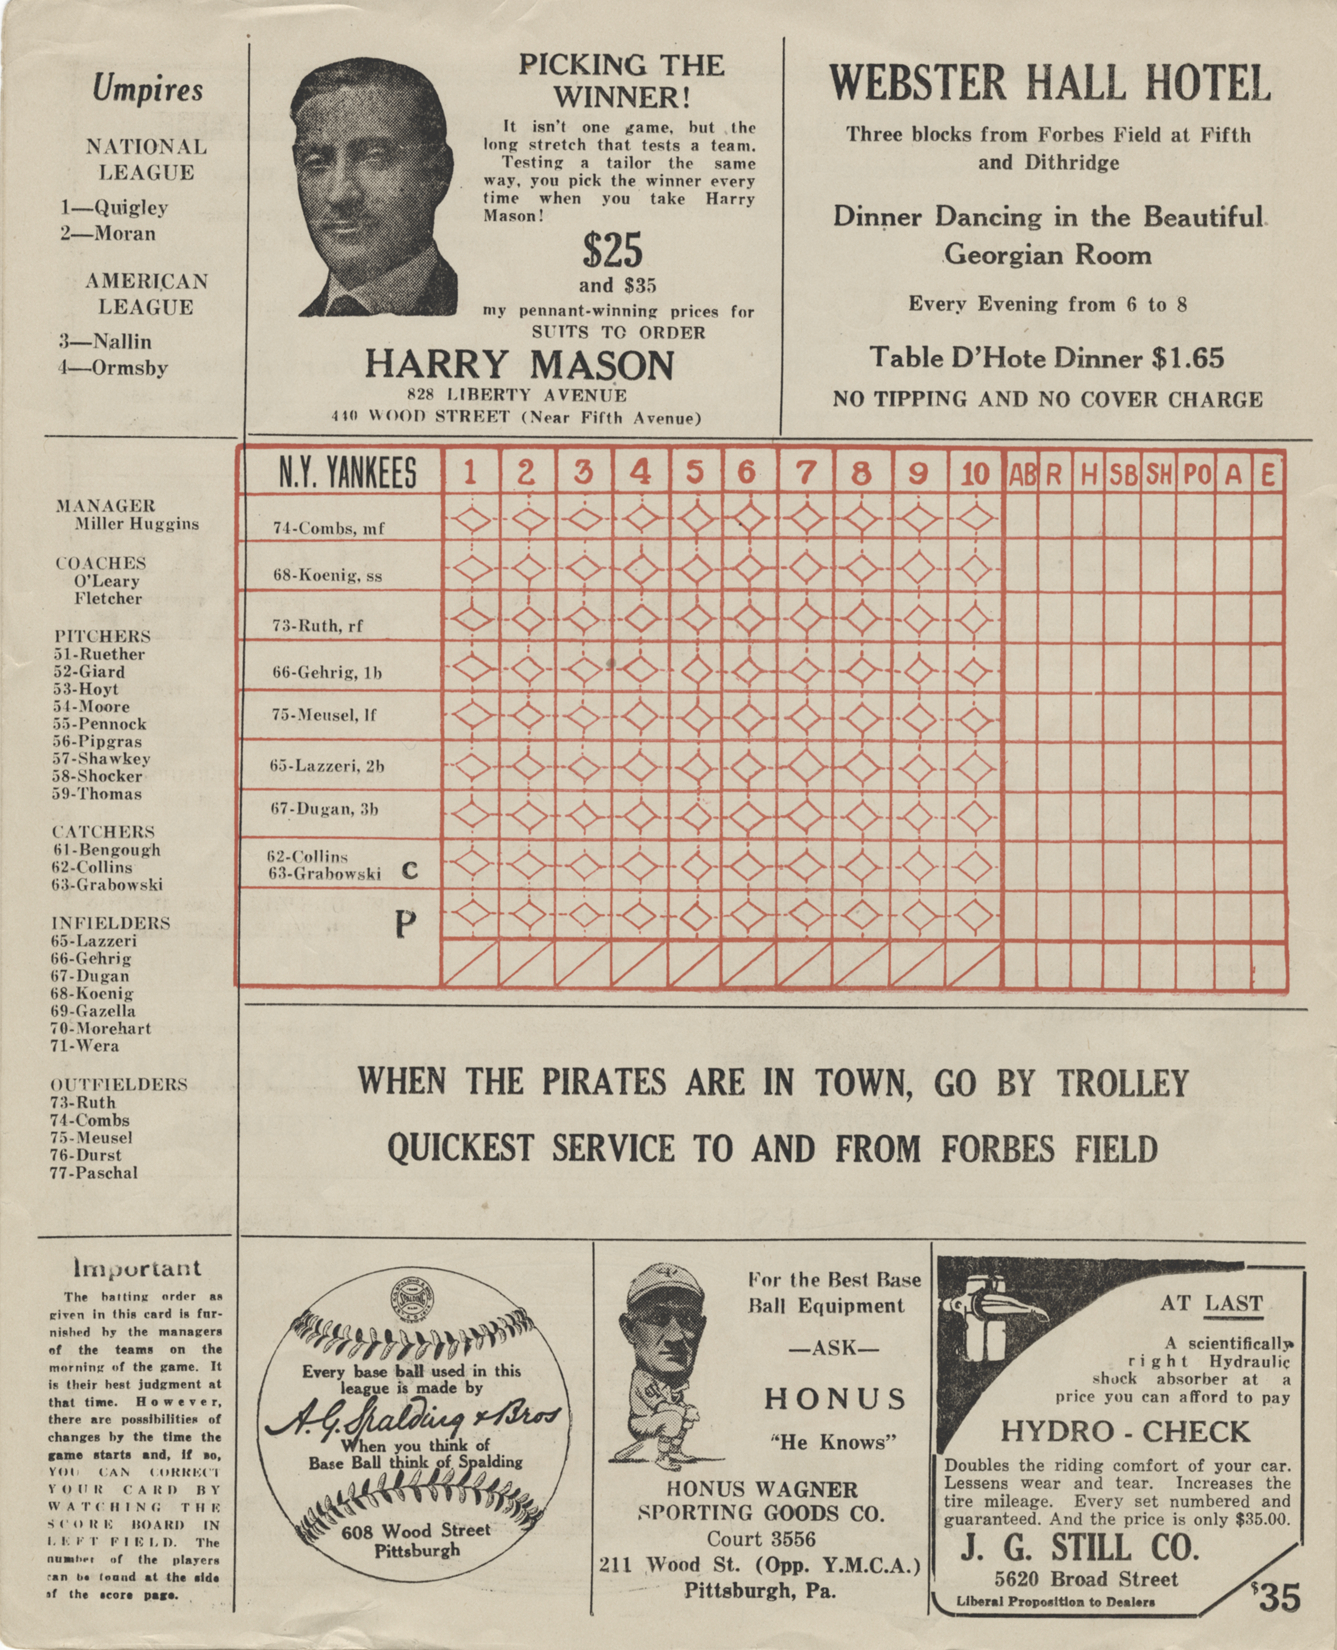 Umpires
NATIONAL
LEAGUE
1—Quigley
2—Moran
AMERICAN
LEAGUE
3—Nallin
4—Ormsby
PICKING THE
WINNER!
It isn't one game, but the
long stretch that tests a team.
Testing a tailor the same
way, you pick the winner every
time when you take Harry
Mason!
$25
and $35
my pennant-winning prices for
SUITS TO ORDER
HARRY MASON
828 LIBERTY AVENUE
440 WOOD STREET (Near Fifth Avenue)
WEBSTER HALL HOTEL
Three blocks from Forbes Field at Fifth
and Dithridge
Dinner Dancing in the Beautiful
Georgian Room
Every Evening from 6 to 8
Table D'Hote Dinner $1.65
NO TIPPING AND NO COVER CHARGE
MANAGER
Miller Huggins
COACHES
O'Leary
Fletcher
PITCHERS
51-Ruether
52-Giard
53-Hoyt
54-Moore
55-Pennock
56-Pipgras
57-Shawkey
58-Shocker
59-Thomas
CATCHERS
61-Bengough
62-Collins
63-Grabowski
INFIELDERS
65-Lazzeri
66-Gehrig
67-Dugan
68-Koenig
69-Gazella
70-Morehart
71-Wera
OUTFIELDERS
73-Ruth
74-Combs
75-Meusel
76-Durst
77-Paschal
N.Y. YANKEES 1 2 3 4 5 6 7 8 9 10 AB R H SB SH PO A E
74-Combs, mf
68-Koenig, ss
73-Ruth, rf
66-Gehrig, 1b
75-Meusel, lf
65-Lazzeri, 2b
67-Dugan, 3b
62-Collins
63-Grabowski C
P
WHEN THE PIRATES ARE IN TOWN, GO BY TROLLEY
QUICKEST SERVICE TO AND FROM FORBES FIELD
Important
The batting order as
given in this card is fur-
nished by the managers
of the teams on the
morning of the game. It
is their best judgment at
that time. However,
there are possibilities of
changes by the time the
game starts and, if so,
YOU CAN CORRECT
YOUR CARD BY
WATCHING THE
SCORE BOARD IN
LEFT FIELD. The
number of the players
can be found at the side
of the score page.
SPALDING
Every base ball used in this
league is made by
A.G. Spalding & Bros
When you think of
Base Ball think of Spalding
608 Wood Street
Pittsburgh
For the Best Base
Ball Equipment
—ASK—
HONUS
"He Knows"
HONUS WAGNER
SPORTING GOODS CO.
Court 3556
211 Wood St. (Opp. Y.M.C.A.)
Pittsburgh, Pa.
AT LAST
A scientifically
right Hydraulic
shock absorber at a
price you can afford to pay
HYDRO - CHECK
Doubles the riding comfort of your car.
Lessens wear and tear. Increases the
tire mileage. Every set numbered and
guaranteed. And the price is only $35.00.
J. G. STILL CO.
5620 Broad Street
Liberal Proposition to Dealers
$35